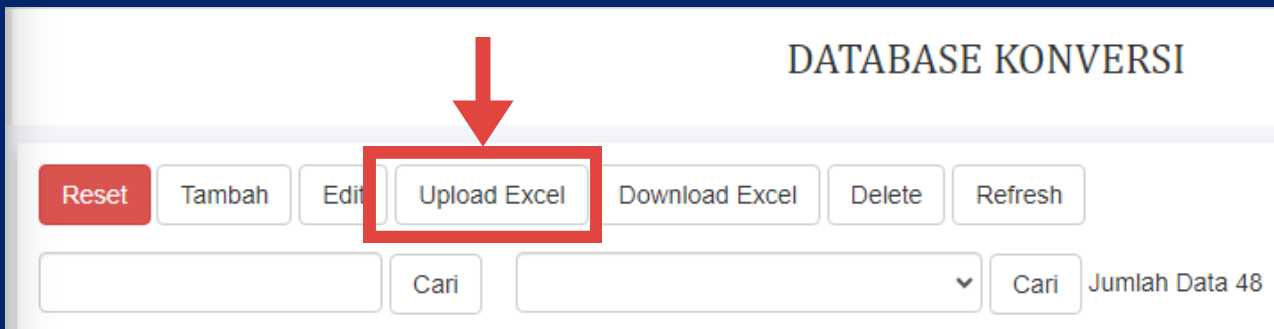 DATABASE KONVERSI
Reset Tambah Edit Upload Excel Download Excel Delete Refresh
Cari Cari Jumlah Data 48